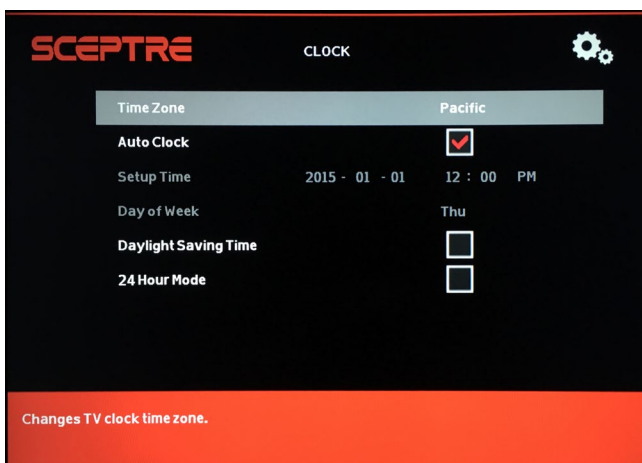 SCEPTRE CLOCK
Time Zone Pacific
Auto Clock
Setup Time 2015 - 01 - 01 12 : 00 PM
Day of Week Thu
Daylight Saving Time
24 Hour Mode
Changes TV clock time zone.